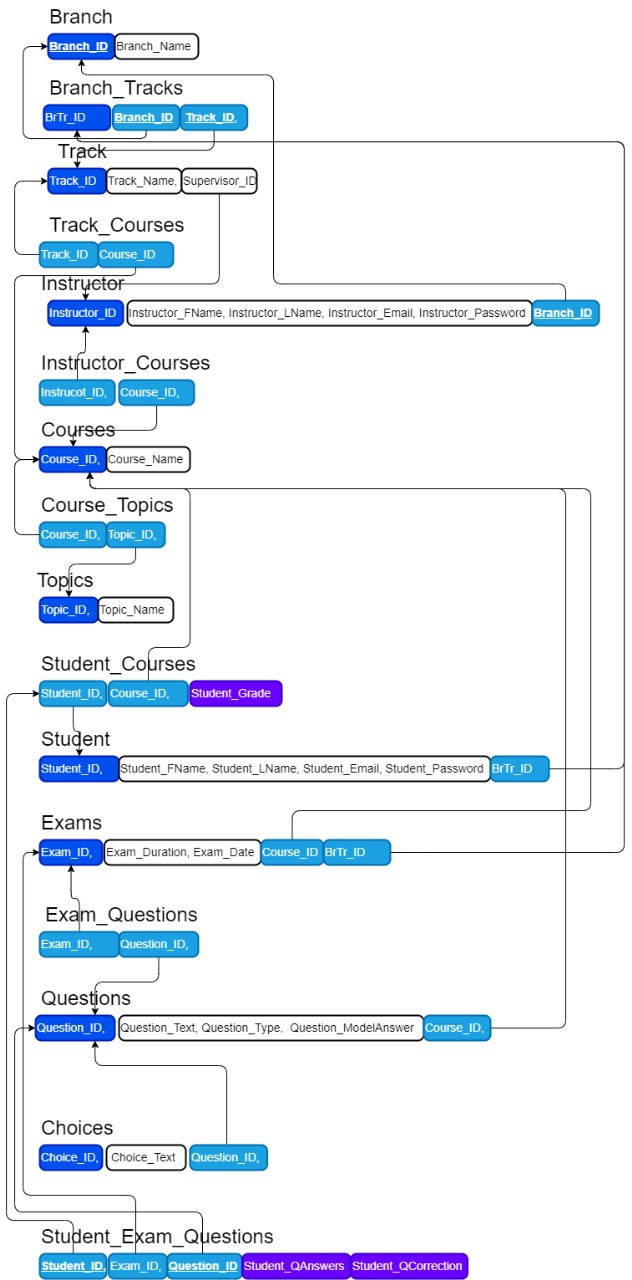 Branch
Branch_ID Branch_Name
Branch_Tracks
BrTr_ID Branch_ID Track_ID,
Track
Track_ID Track_Name, Supervisor_ID
Track_Courses
Track_ID Course_ID
Instructor
Instructor_ID Instructor_FName, Instructor_LName, Instructor_Email, Instructor_Password Branch_ID
Instructor_Courses
Instrucot_ID, Course_ID,
Courses
Course_ID, Course_Name
Course_Topics
Course_ID, Topic_ID,
Topics
Topic_ID, Topic_Name
Student_Courses
Student_ID, Course_ID, Student_Grade
Student
Student_ID, Student_FName, Student_LName, Student_Email, Student_Password BrTr_ID
Exams
Exam_ID, Exam_Duration, Exam_Date Course_ID BrTr_ID
Exam_Questions
Exam_ID, Question_ID,
Questions
Question_ID, Question_Text, Question_Type, Question_ModelAnswer Course_ID,
Choices
Choice_ID, Choice_Text Question_ID,
Student_Exam_Questions
Student_ID, Exam_ID, Question_ID Student_QAnswers Student_QCorrection